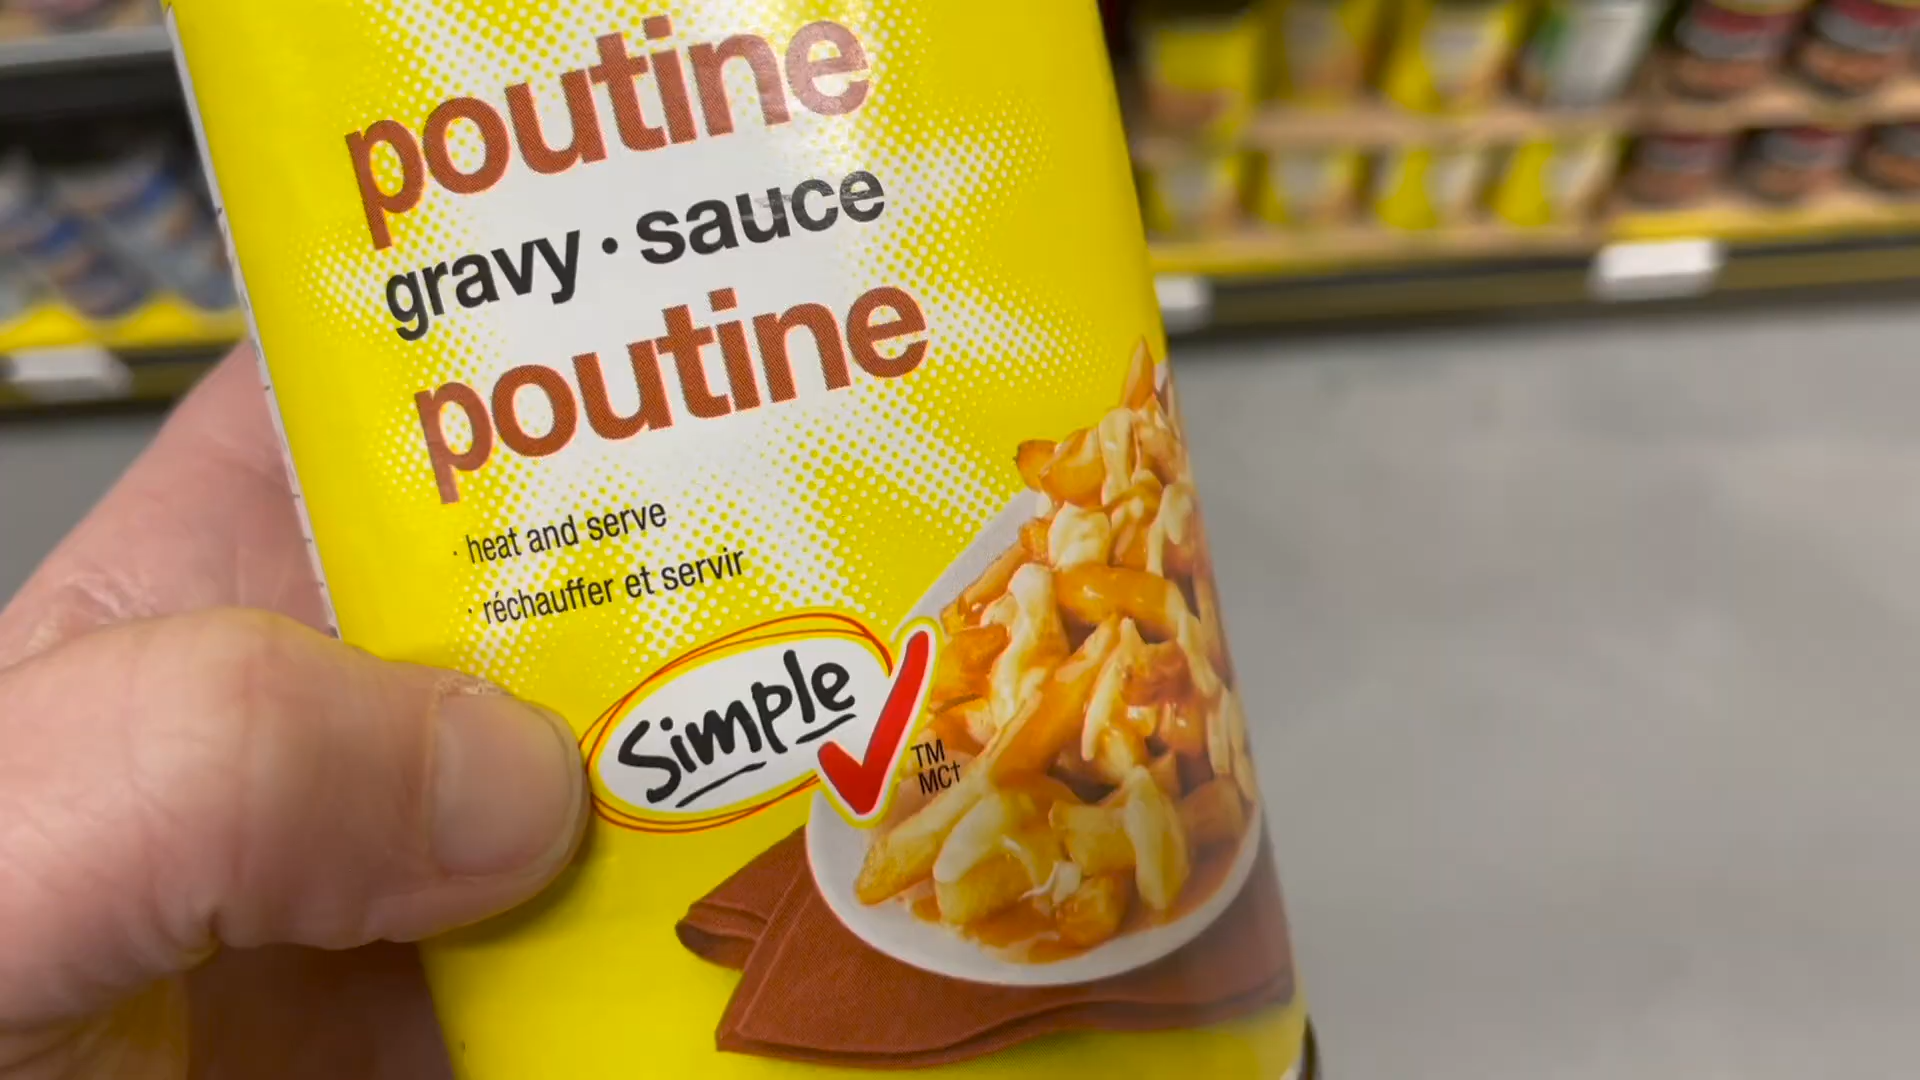 poutine
gravy · sauce
poutine
· heat and serve
· réchauffer et servir
Simple
TM
MC†